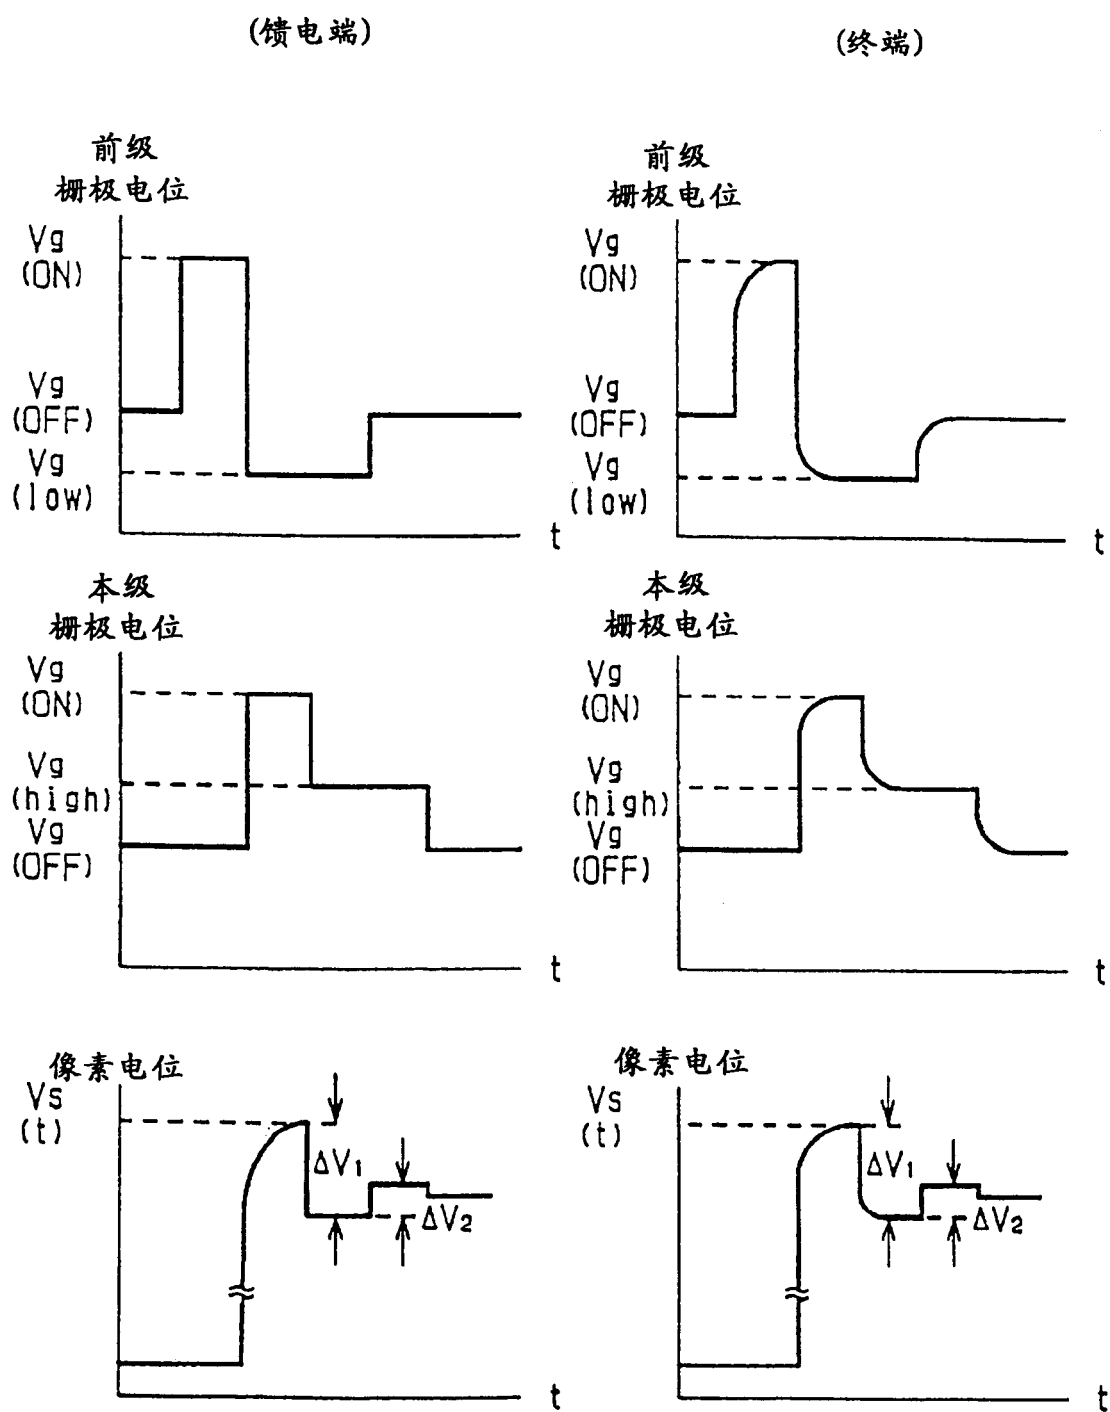 (馈电端)
(终端)
前级
栅极电位
Vg
(ON)
Vg
(OFF)
Vg
(low)
t
前级
栅极电位
Vg
(ON)
Vg
(OFF)
Vg
(low)
t
本级
栅极电位
Vg
(ON)
Vg
(high)
Vg
(OFF)
t
本级
栅极电位
Vg
(ON)
Vg
(high)
Vg
(OFF)
t
像素电位
Vs
(t)
ΔV₁
ΔV₂
t
像素电位
Vs
(t)
ΔV₁
ΔV₂
t